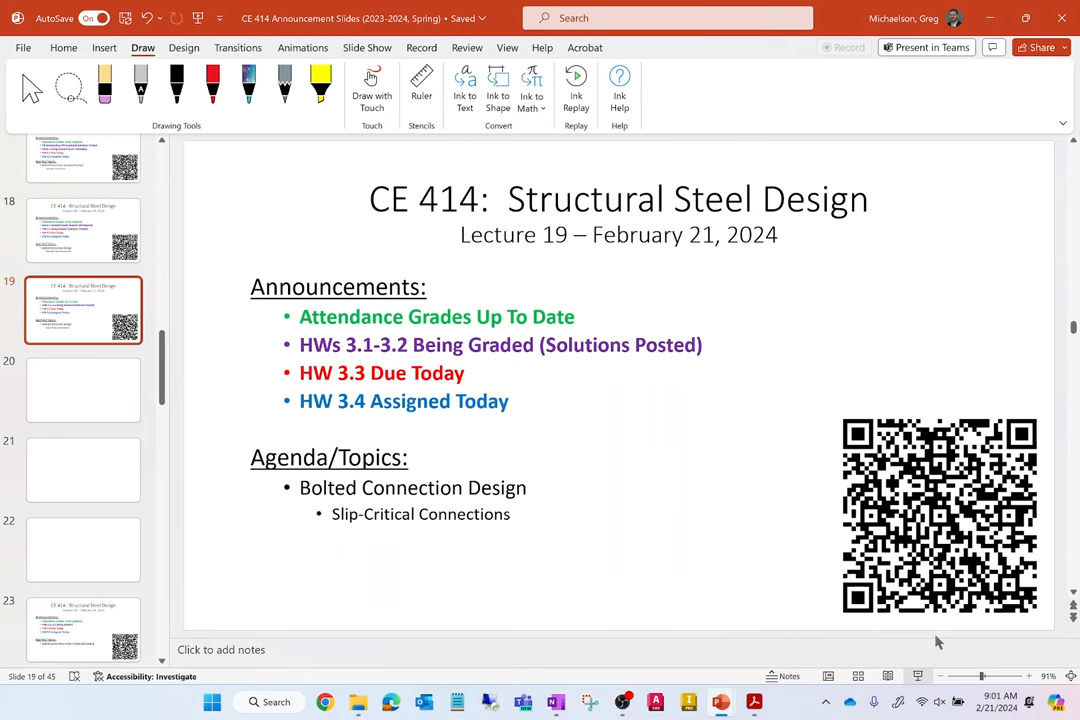 AutoSave On CE 414 Announcement Slides (2023-2024, Spring) • Saved Search Michaelson, Greg
File Home Insert Draw Design Transitions Animations Slide Show Record Review View Help Acrobat Record Present in Teams Share
Draw with Touch Ruler Ink to Text Ink to Shape Ink to Math Ink Replay Ink Help
Drawing Tools Touch Stencils Convert Replay Help
18
19
20
21
22
23
CE 414: Structural Steel Design
Lecture 19 – February 21, 2024
Announcements:
• Attendance Grades Up To Date
• HWs 3.1-3.2 Being Graded (Solutions Posted)
• HW 3.3 Due Today
• HW 3.4 Assigned Today
Agenda/Topics:
• Bolted Connection Design
• Slip-Critical Connections
Click to add notes
Slide 19 of 45 Accessibility: Investigate Notes 91%
Search 9:01 AM
2/21/2024